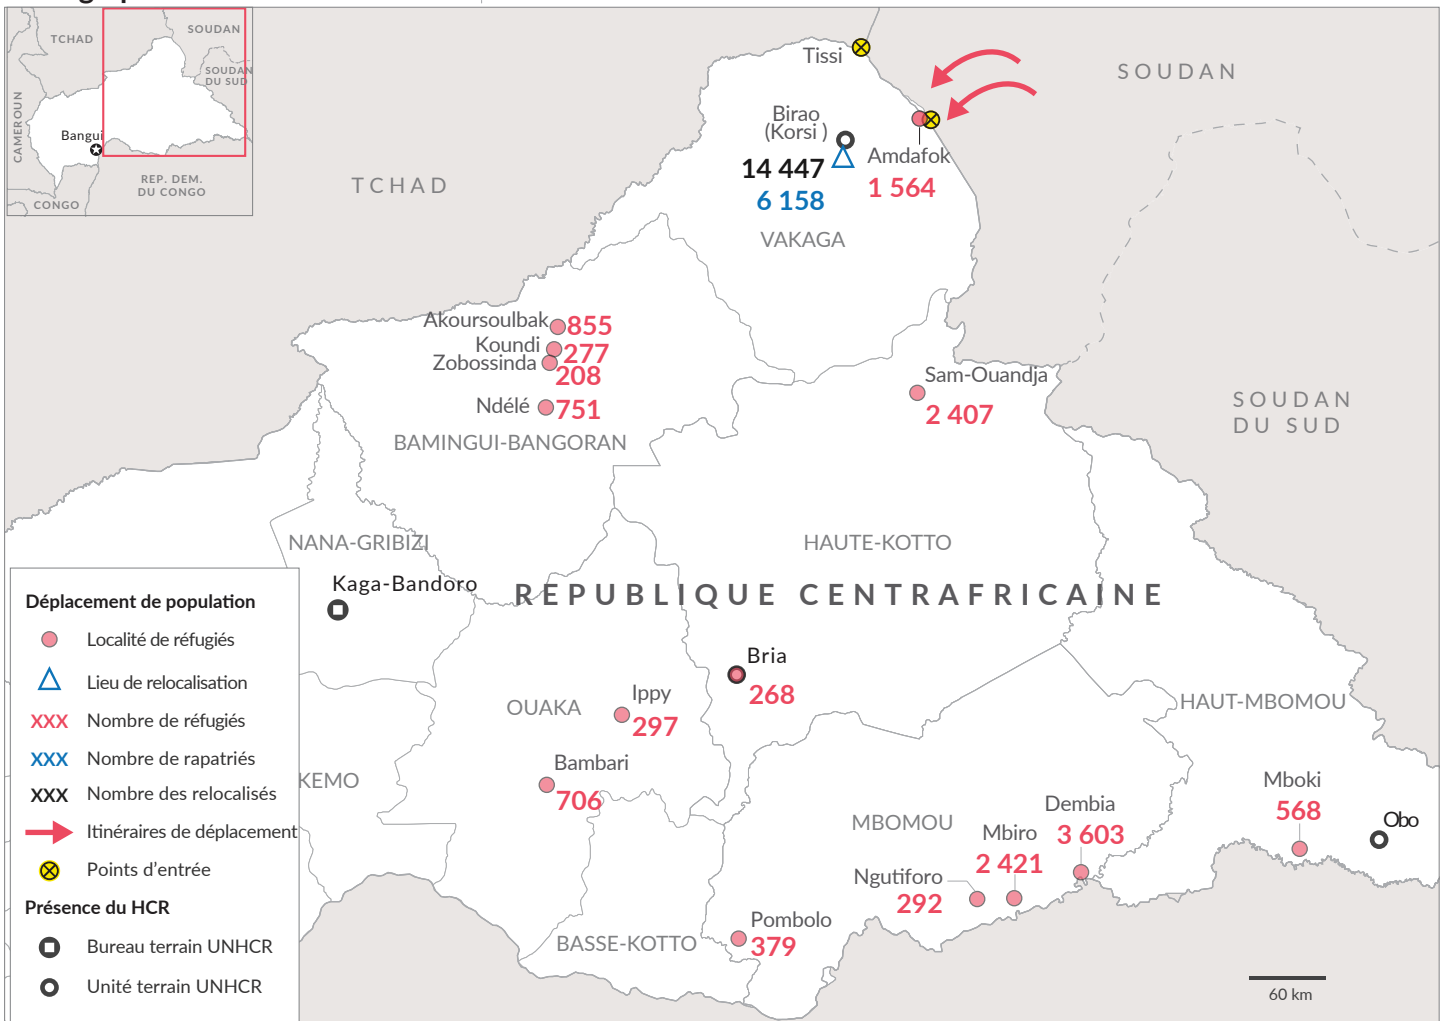 TCHAD
SOUDAN
SOUDAN
DU SUD
CAMEROUN
Bangui
REP. DEM.
DU CONGO
CONGO
Tissi
SOUDAN
Birao
(Korsi )
14 447
6 158
Amdafok
1 564
TCHAD
VAKAGA
Akoursoulbak
855
Koundi
277
Zobossinda
208
Ndélé
751
BAMINGUI-BANGORAN
Sam-Ouandja
2 407
SOUDAN
DU SUD
NANA-GRIBIZI
HAUTE-KOTTO
Kaga-Bandoro
REPUBLIQUE CENTRAFRICAINE
Bria
268
Ippy
297
OUAKA
HAUT-MBOMOU
Bambari
706
KEMO
Mboki
568
Obo
MBOMOU
Dembia
3 603
Mbiro
2 421
Ngutiforo
292
Pombolo
379
BASSE-KOTTO
Déplacement de population
Localité de réfugiés
Lieu de relocalisation
XXX Nombre de réfugiés
XXX Nombre de rapatriés
XXX Nombre des relocalisés
Itinéraires de déplacement
Points d'entrée
Présence du HCR
Bureau terrain UNHCR
Unité terrain UNHCR
60 km